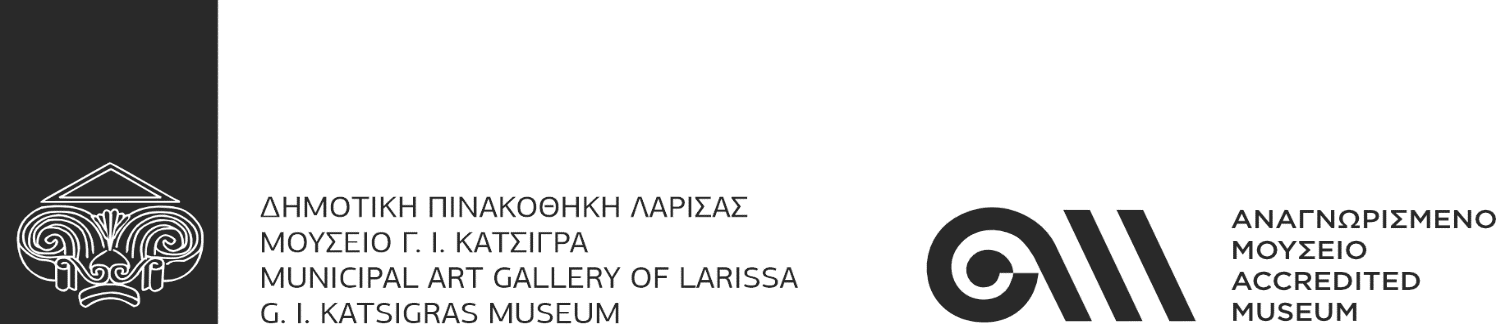 ΔΗΜΟΤΙΚΗ ΠΙΝΑΚΟΘΗΚΗ ΛΑΡΙΣΑΣ
ΜΟΥΣΕΙΟ Γ. Ι. ΚΑΤΣΙΓΡΑ
MUNICIPAL ART GALLERY OF LARISSA
G. I. KATSIGRAS MUSEUM
ΑΝΑΓΝΩΡΙΣΜΕΝΟ
ΜΟΥΣΕΙΟ
ACCREDITED
MUSEUM